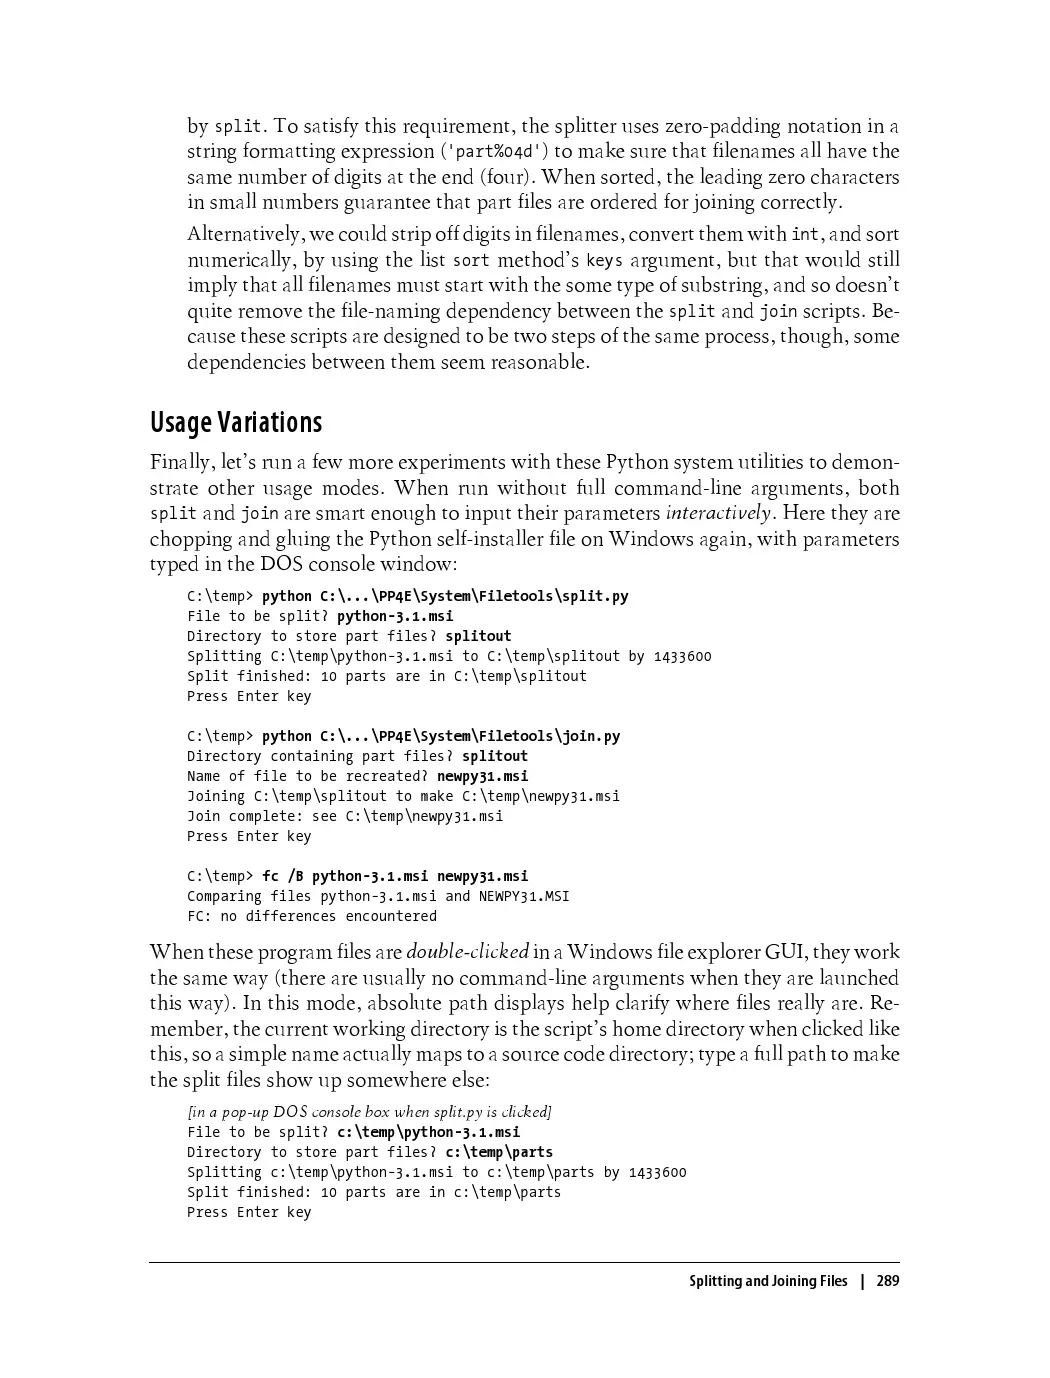 by split. To satisfy this requirement, the splitter uses zero-padding notation in a
string formatting expression ('part%04d') to make sure that filenames all have the
same number of digits at the end (four). When sorted, the leading zero characters
in small numbers guarantee that part files are ordered for joining correctly.
Alternatively, we could strip off digits in filenames, convert them with int, and sort
numerically, by using the list sort method's keys argument, but that would still
imply that all filenames must start with the some type of substring, and so doesn't
quite remove the file-naming dependency between the split and join scripts. Be-
cause these scripts are designed to be two steps of the same process, though, some
dependencies between them seem reasonable.
Usage Variations
Finally, let's run a few more experiments with these Python system utilities to demon-
strate other usage modes. When run without full command-line arguments, both
split and join are smart enough to input their parameters interactively. Here they are
chopping and gluing the Python self-installer file on Windows again, with parameters
typed in the DOS console window:
C:\temp> python C:\...\PP4E\System\Filetools\split.py
File to be split? python-3.1.msi
Directory to store part files? splitout
Splitting C:\temp\python-3.1.msi to C:\temp\splitout by 1433600
Split finished: 10 parts are in C:\temp\splitout
Press Enter key
C:\temp> python C:\...\PP4E\System\Filetools\join.py
Directory containing part files? splitout
Name of file to be recreated? newpy31.msi
Joining C:\temp\splitout to make C:\temp\newpy31.msi
Join complete: see C:\temp\newpy31.msi
Press Enter key
C:\temp> fc /B python-3.1.msi newpy31.msi
Comparing files python-3.1.msi and NEWPY31.MSI
FC: no differences encountered
When these program files are double-clicked in a Windows file explorer GUI, they work
the same way (there are usually no command-line arguments when they are launched
this way). In this mode, absolute path displays help clarify where files really are. Re-
member, the current working directory is the script's home directory when clicked like
this, so a simple name actually maps to a source code directory; type a full path to make
the split files show up somewhere else:
[in a pop-up DOS console box when split.py is clicked]
File to be split? c:\temp\python-3.1.msi
Directory to store part files? c:\temp\parts
Splitting c:\temp\python-3.1.msi to c:\temp\parts by 1433600
Split finished: 10 parts are in c:\temp\parts
Press Enter key
Splitting and Joining Files | 289